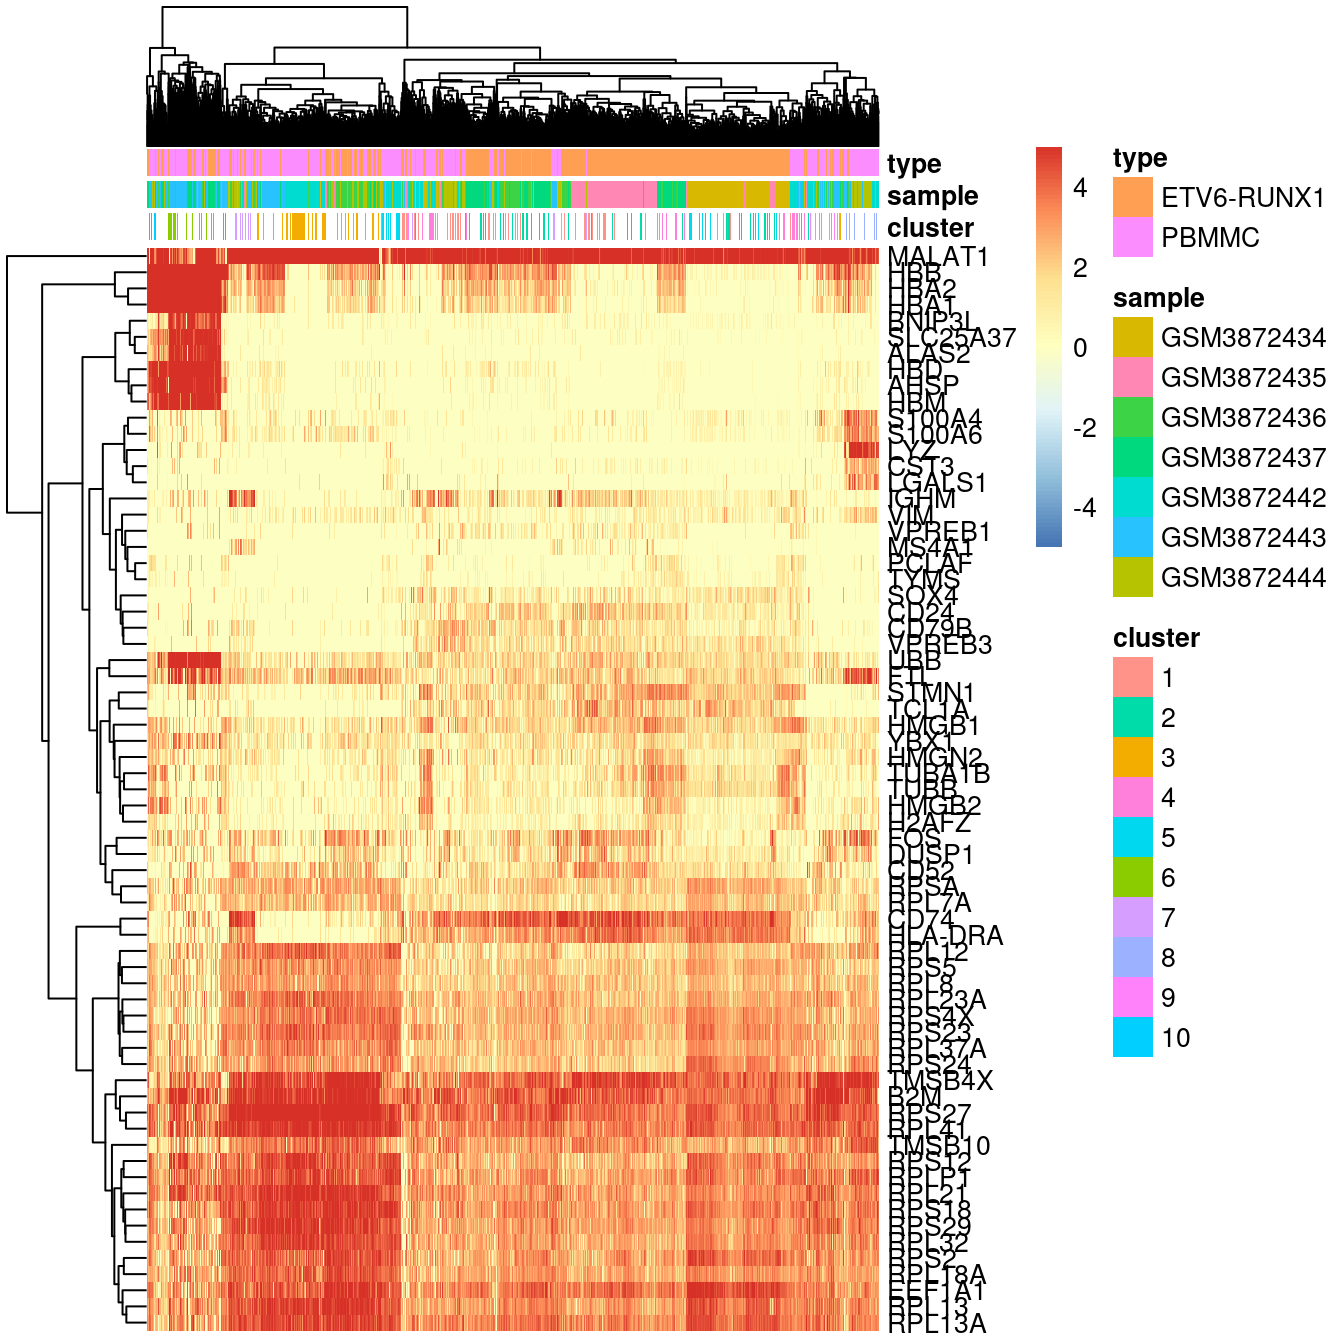 type
sample
cluster
MALAT1
HBB
HBA2
HBA1
BNIP3L
SLC25A37
ALAS2
HBD
AHSP
HBM
S100A4
S100A6
LYZ
CST3
LGALS1
IGHM
VIM
VPREB1
MS4A1
PCLAF
TYMS
SOX4
CD24
CD79B
VPREB3
UBB
FTL
STMN1
TCL1A
HMGB1
YBX1
HMGN2
TUBA1B
TUBB
HMGB2
H2AFZ
FOS
DUSP1
CD52
RPSA
RPL7A
CD74
HLA-DRA
RPL12
RPS5
RPL8
RPL23A
RPS4X
RPS23
RPL37A
RPS24
TMSB4X
B2M
RPS27
RPL41
TMSB10
RPS12
RPLP1
RPL21
RPS18
RPS29
RPL32
RPS2
RPL18A
EEF1A1
RPL13
RPL13A
4
2
0
-2
-4
type
ETV6-RUNX1
PBMMC
sample
GSM3872434
GSM3872435
GSM3872436
GSM3872437
GSM3872442
GSM3872443
GSM3872444
cluster
1
2
3
4
5
6
7
8
9
10